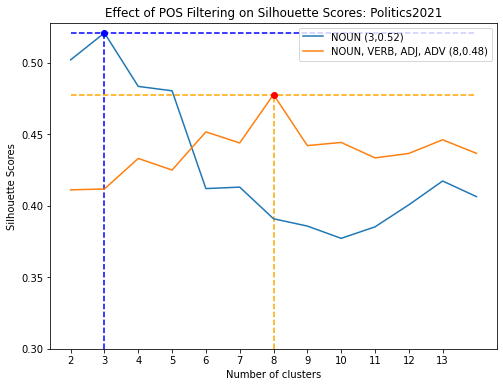 Effect of POS Filtering on Silhouette Scores: Politics2021
NOUN (3,0.52)
NOUN, VERB, ADJ, ADV (8,0.48)
Silhouette Scores
0.50
0.45
0.40
0.35
0.30
2 3 4 5 6 7 8 9 10 11 12 13
Number of clusters